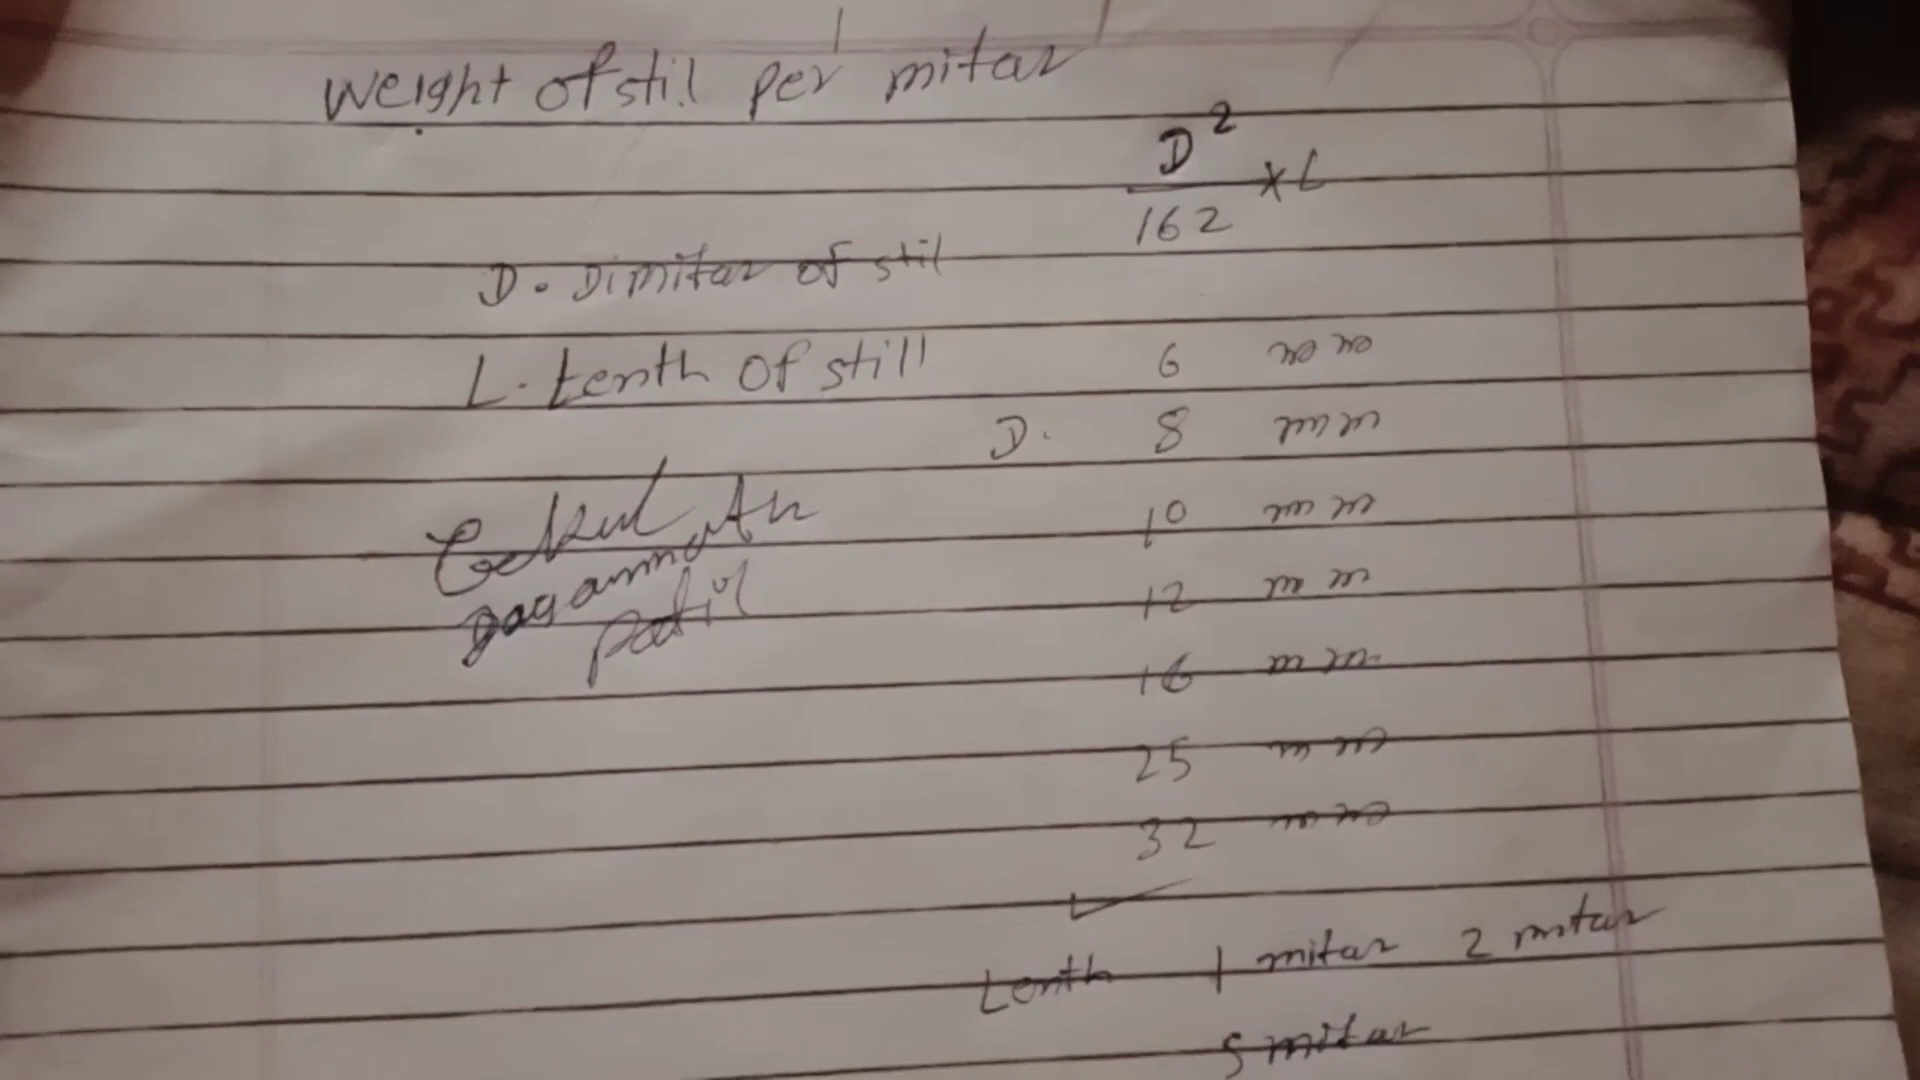 Weight of stil per mitar
D²
162 × L
D. Dimitar of stil
L. Lenth of still
6 mm
D. 8 mm
10 mm
12 mm
16 mm
25 mm
32 mm
patil
L
Lenth 1 mitar 2 mitar
5 mitar